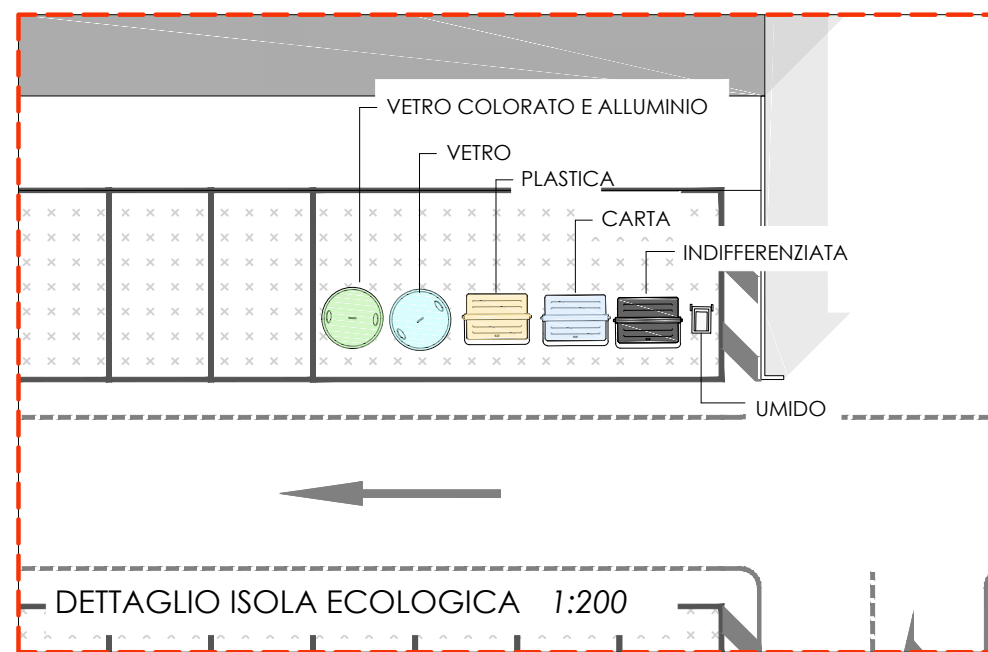 VETRO COLORATO E ALLUMINIO
VETRO
PLASTICA
CARTA
INDIFFERENZIATA
UMIDO
DETTAGLIO ISOLA ECOLOGICA 1:200